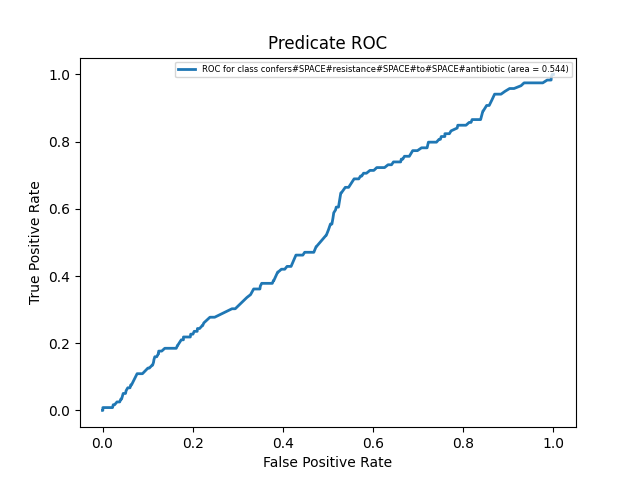 Predicate ROC
ROC for class confers#SPACE#resistance#SPACE#to#SPACE#antibiotic (area = 0.544)
1.0
0.8
0.6
0.4
0.2
0.0
True Positive Rate
0.0 0.2 0.4 0.6 0.8 1.0
False Positive Rate